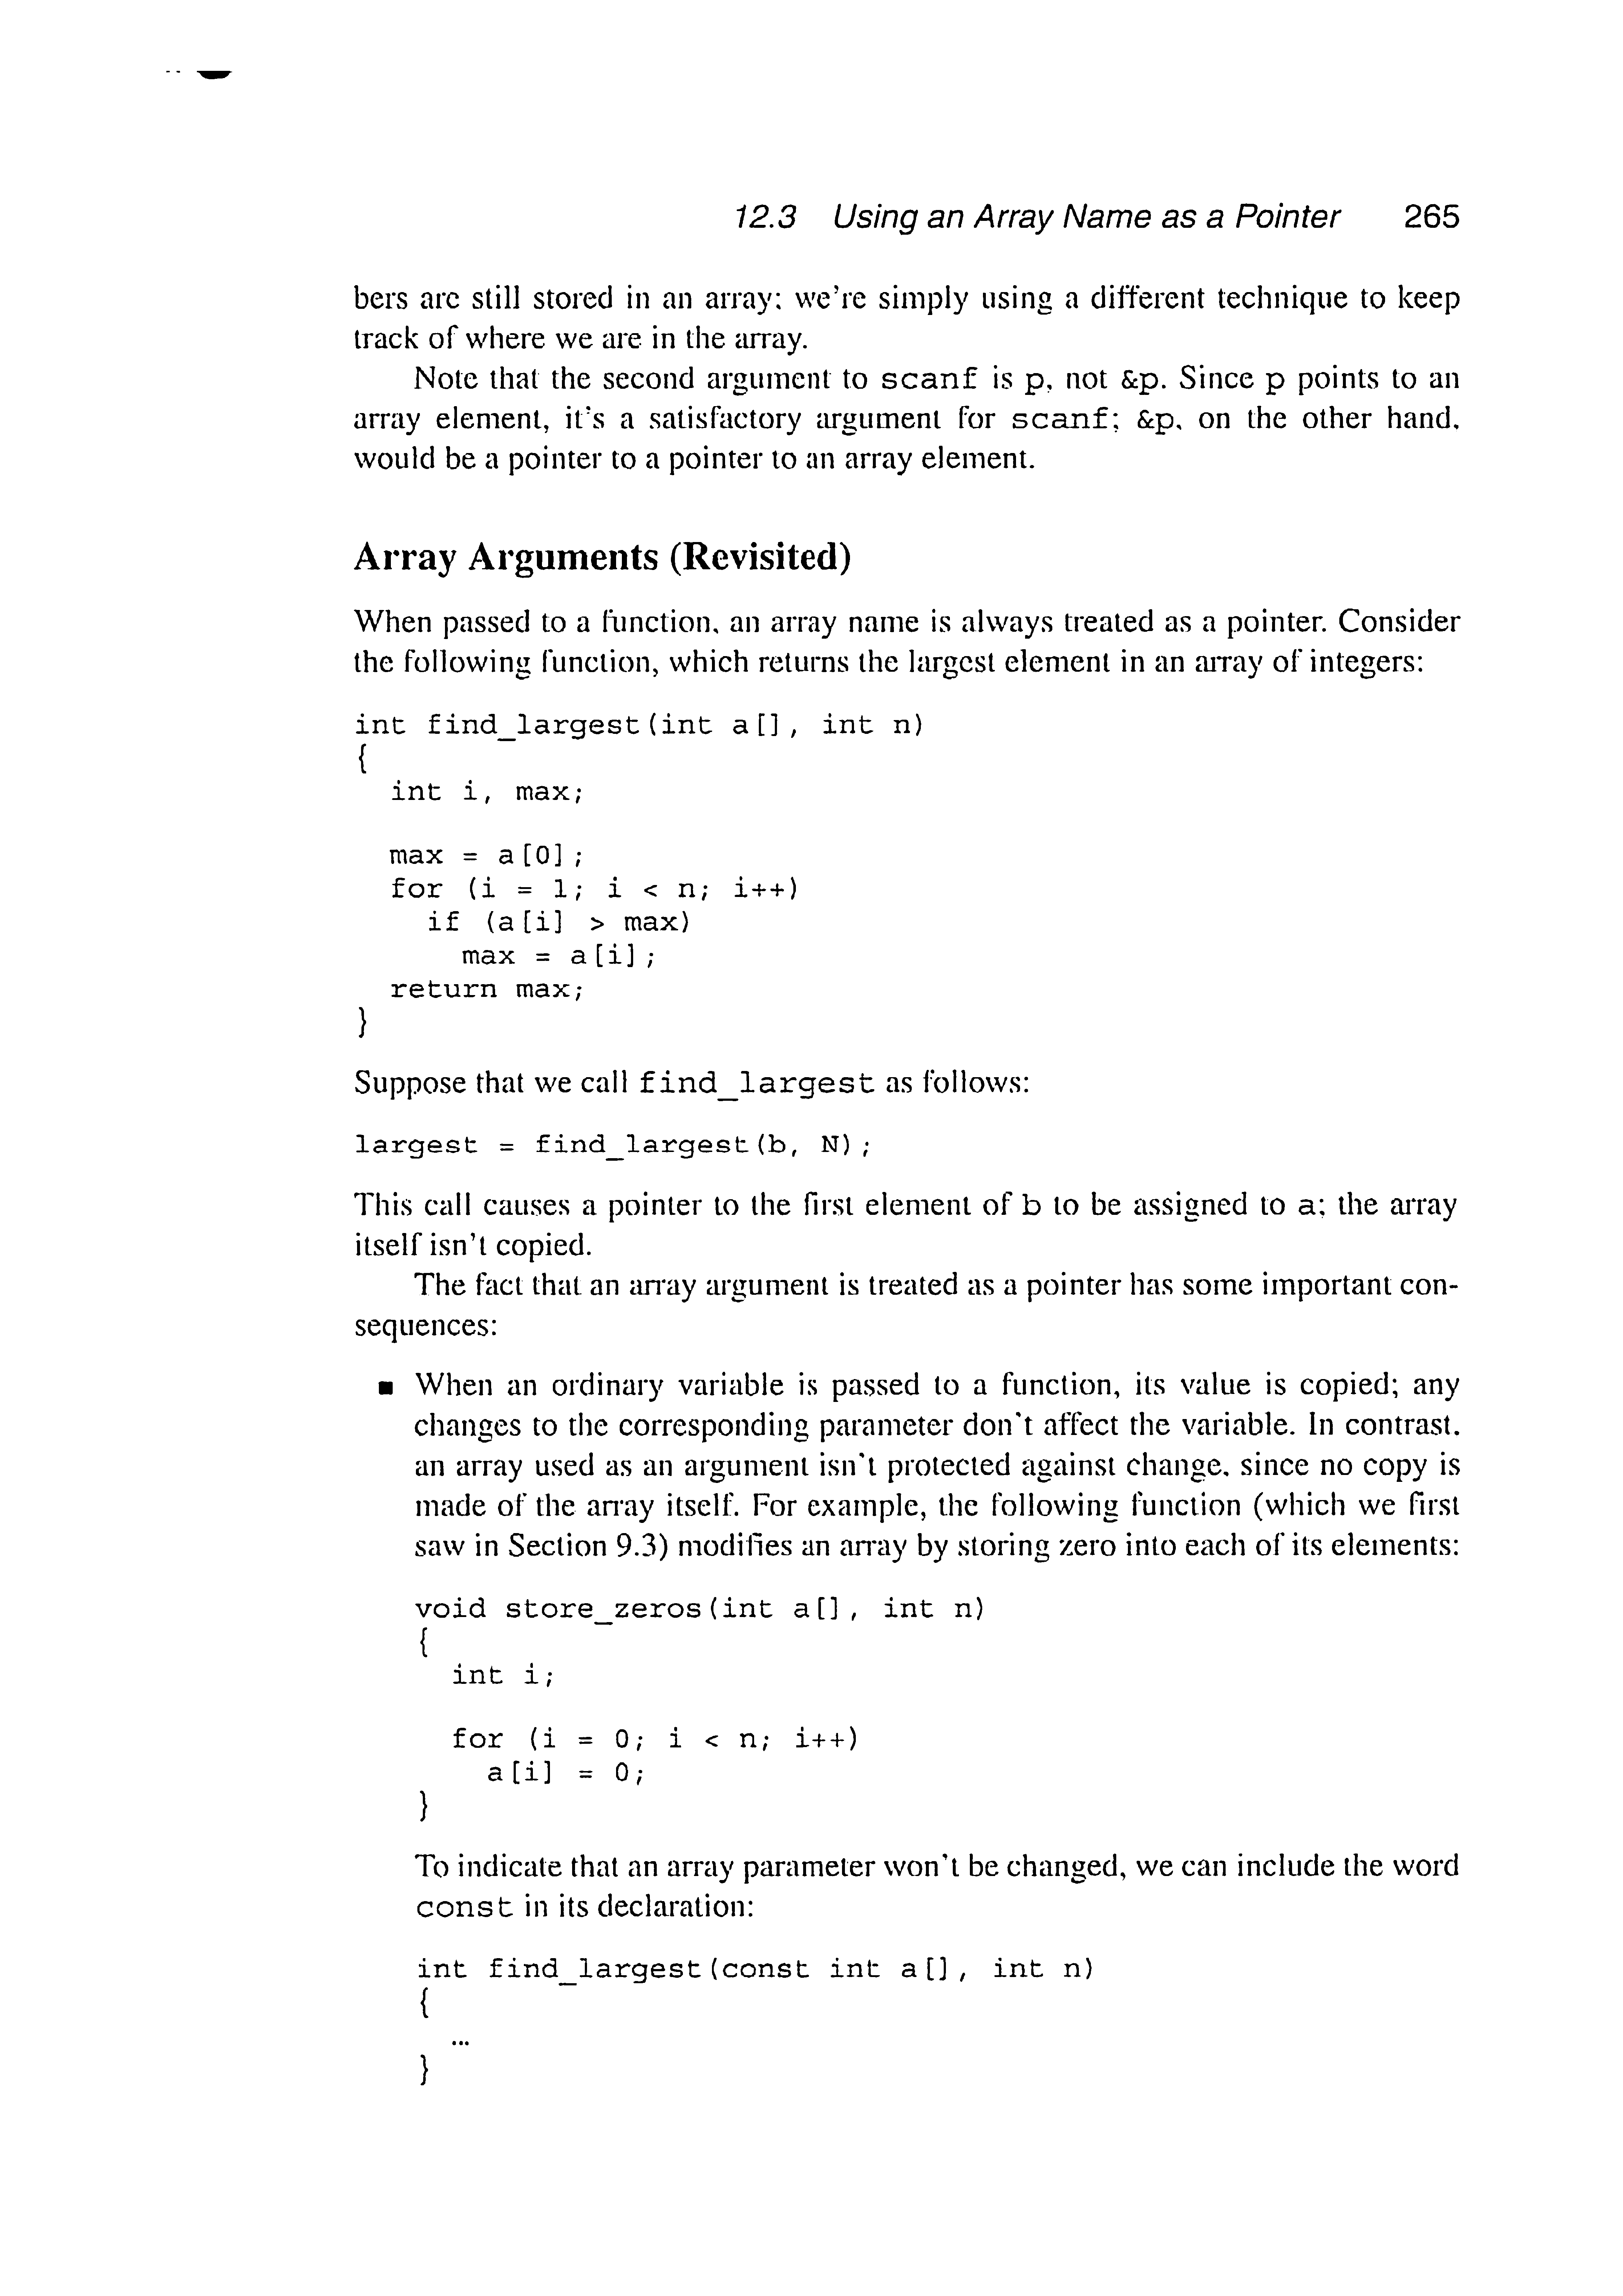 12.3 Using an Array Name as a Pointer 265
bers are still stored in an array; we're simply using a different technique to keep
track of where we are in the array.
Note that the second argument to scanf is p, not &p. Since p points to an
array element, it's a satisfactory argument for scanf; &p, on the other hand,
would be a pointer to a pointer to an array element.
Array Arguments (Revisited)
When passed to a function, an array name is always treated as a pointer. Consider
the following function, which returns the largest element in an array of integers:
int find_largest(int a[], int n)
{
int i, max;
max = a[0];
for (i = 1; i < n; i++)
if (a[i] > max)
max = a[i];
return max;
}
Suppose that we call find_largest as follows:
largest = find_largest(b, N);
This call causes a pointer to the first element of b to be assigned to a; the array
itself isn't copied.
The fact that an array argument is treated as a pointer has some important con-
sequences:
■ When an ordinary variable is passed to a function, its value is copied; any
changes to the corresponding parameter don't affect the variable. In contrast,
an array used as an argument isn't protected against change, since no copy is
made of the array itself. For example, the following function (which we first
saw in Section 9.3) modifies an array by storing zero into each of its elements:
void store_zeros(int a[], int n)
{
int i;
for (i = 0; i < n; i++)
a[i] = 0;
}
To indicate that an array parameter won't be changed, we can include the word
const in its declaration:
int find_largest(const int a[], int n)
{
...
}